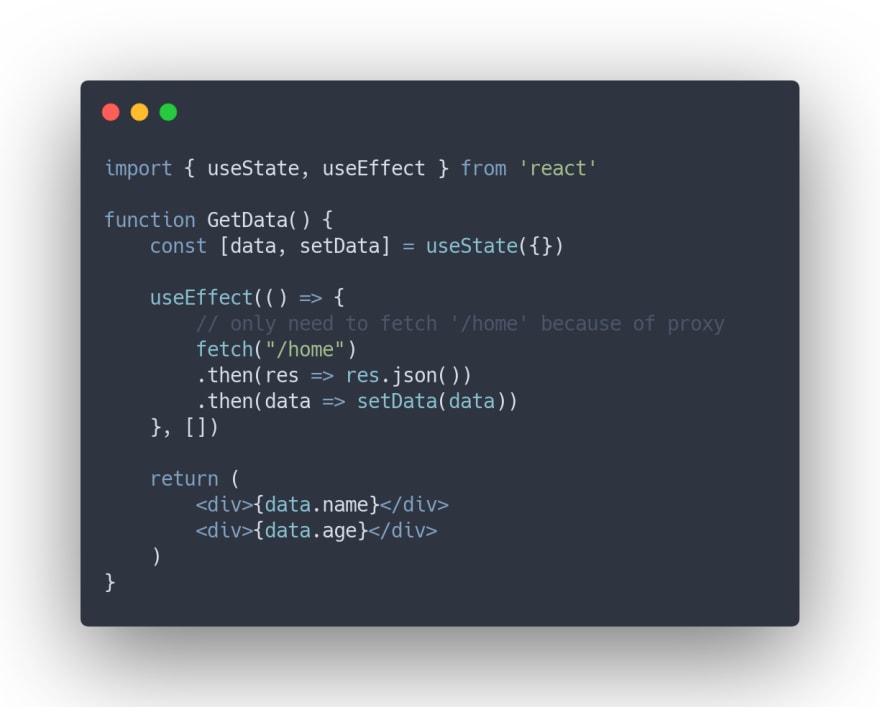 import { useState, useEffect } from 'react'
function GetData() {
    const [data, setData] = useState({})
    useEffect(() => {
        // only need to fetch '/home' because of proxy
        fetch("/home")
        .then(res => res.json())
        .then(data => setData(data))
    }, [])
    return (
        <div>{data.name}</div>
        <div>{data.age}</div>
    )
}